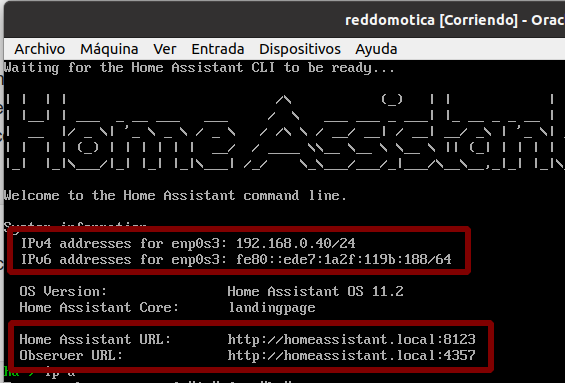 reddomotica [Corriendo] - Orac
Archivo Máquina Ver Entrada Dispositivos Ayuda
Waiting for the Home Assistant CLI to be ready...
Home Assistant
Welcome to the Home Assistant command line.
System information
IPv4 addresses for enp0s3: 192.168.0.40/24
IPv6 addresses for enp0s3: fe80::ede7:1a2f:119b:188/64
OS Version: Home Assistant OS 11.2
Home Assistant Core: landingpage
Home Assistant URL: http://homeassistant.local:8123
Observer URL: http://homeassistant.local:4357
ha > ip a